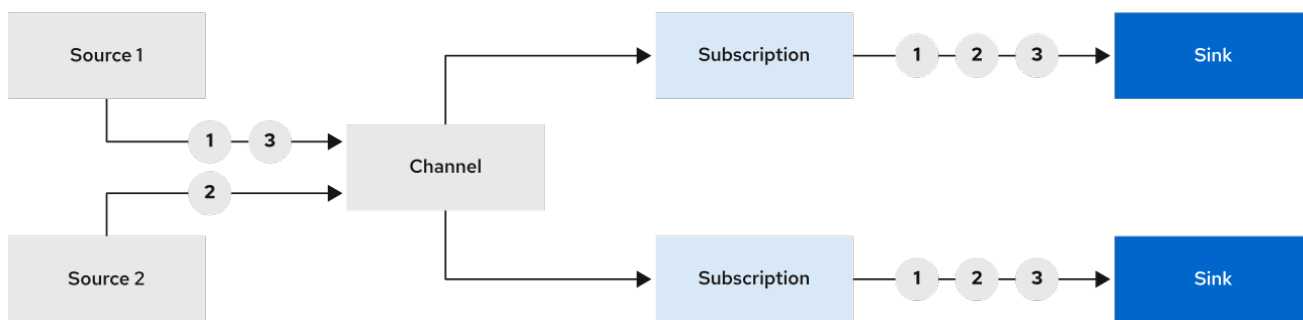 Source 1
Subscription
1 2 3
Sink
1 3
Channel
2
Source 2
Subscription
1 2 3
Sink